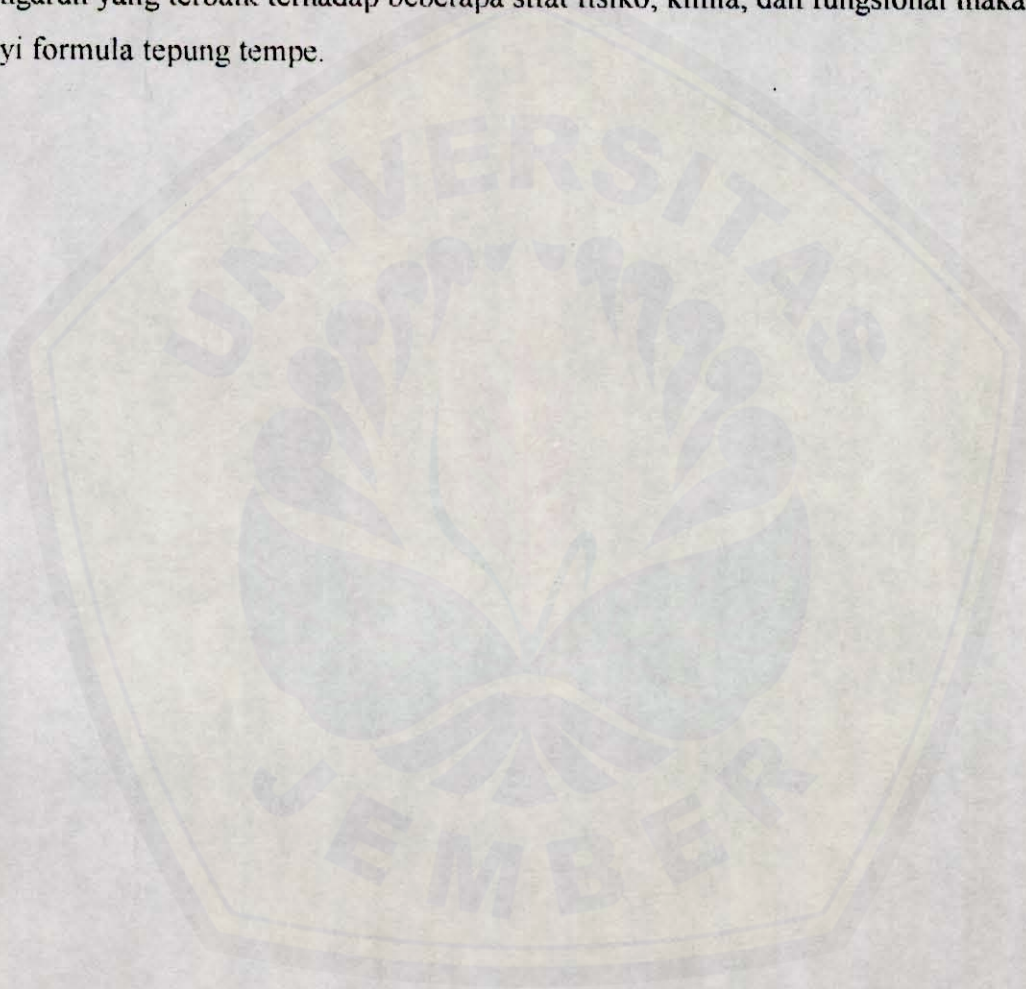 ngaruh yang terbaik terhadap beberapa sifat fisiko, kimia, dan fungsional maka
yi formula tepung tempe.
UNIVERSITAS
JEMBER